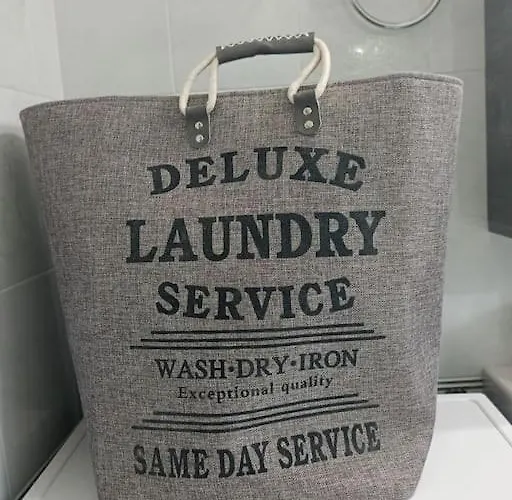 DELUXE
LAUNDRY
SERVICE
WASH·DRY·IRON
Exceptional quality
SAME DAY SERVICE